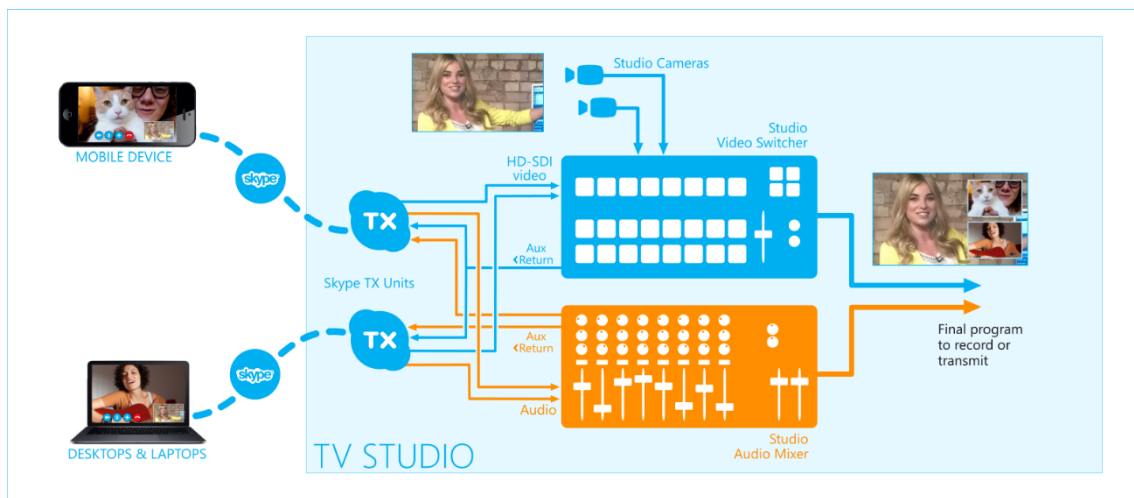 MOBILE DEVICE
skype
DESKTOPS & LAPTOPS
skype
TX
Skype TX Units
TX
Studio Cameras
HD-SDI
video
Studio
Video Switcher
Aux
Return
Aux
Return
Audio
Studio
Audio Mixer
Final program
to record or
transmit
TV STUDIO